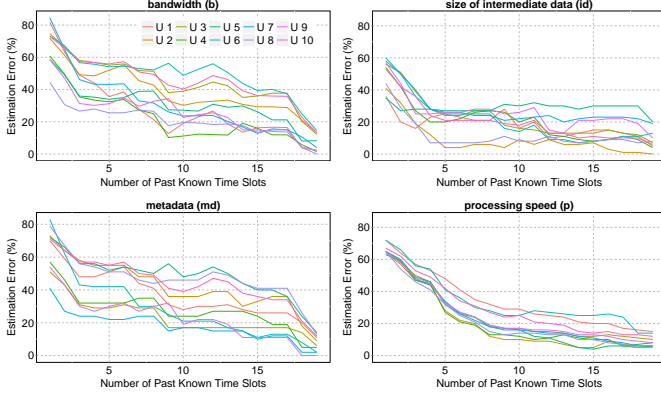 bandwidth (b)
Estimation Error (%)
80
60
40
20
0
U 1 U 3 U 5 U 7 U 9
U 2 U 4 U 6 U 8 U 10
5 10 15
Number of Past Known Time Slots
size of intermediate data (id)
Estimation Error (%)
80
60
40
20
0
5 10 15
Number of Past Known Time Slots
metadata (md)
Estimation Error (%)
80
60
40
20
0
5 10 15
Number of Past Known Time Slots
processing speed (p)
Estimation Error (%)
80
60
40
20
0
5 10 15
Number of Past Known Time Slots